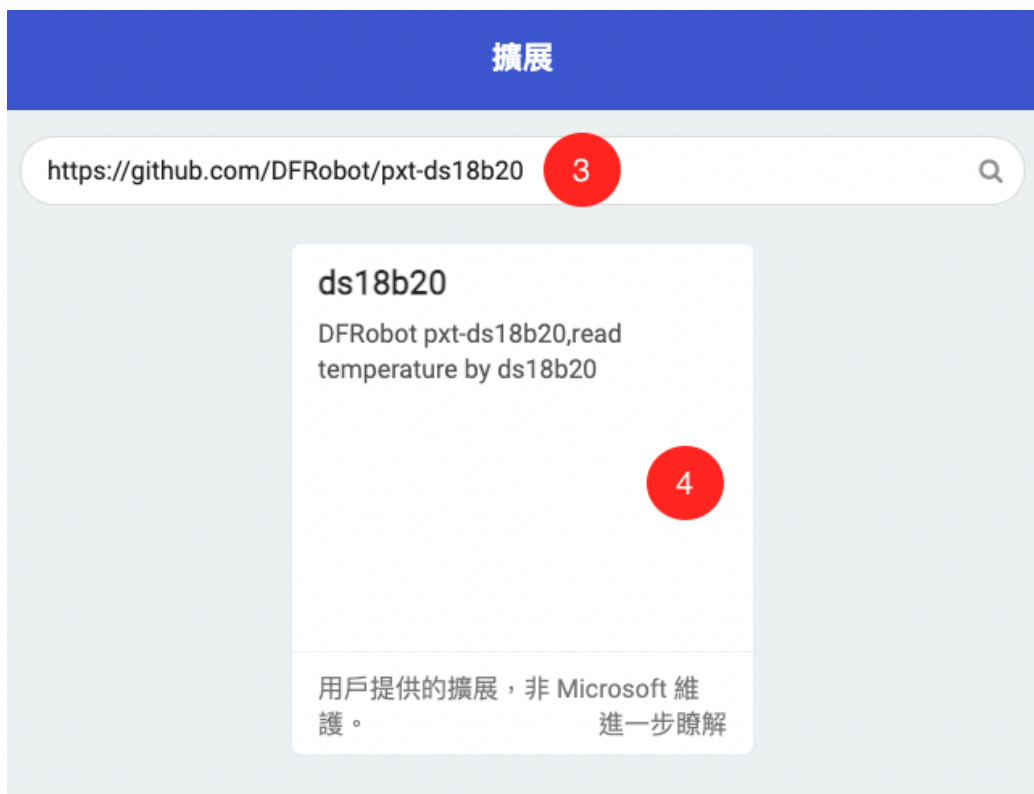 擴展
https://github.com/DFRobot/pxt-ds18b20 3
ds18b20
DFRobot pxt-ds18b20,read
temperature by ds18b20
4
用戶提供的擴展，非 Microsoft 維
護。 進一步瞭解